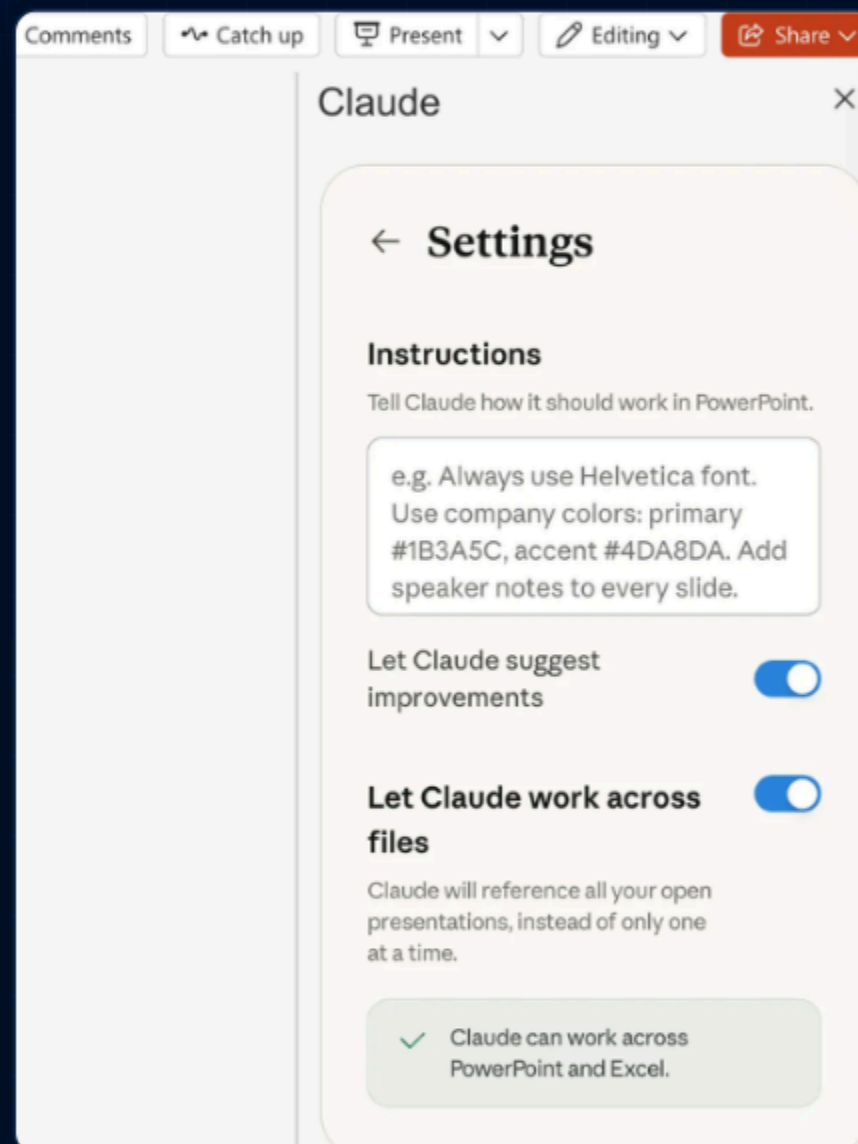 Comments Catch up Present Editing Share
Claude
Settings
Instructions
Tell Claude how it should work in PowerPoint.
e.g. Always use Helvetica font.
Use company colors: primary
#1B3A5C, accent #4DA8DA. Add
speaker notes to every slide.
Let Claude suggest
improvements
Let Claude work across
files
Claude will reference all your open
presentations, instead of only one
at a time.
Claude can work across
PowerPoint and Excel.